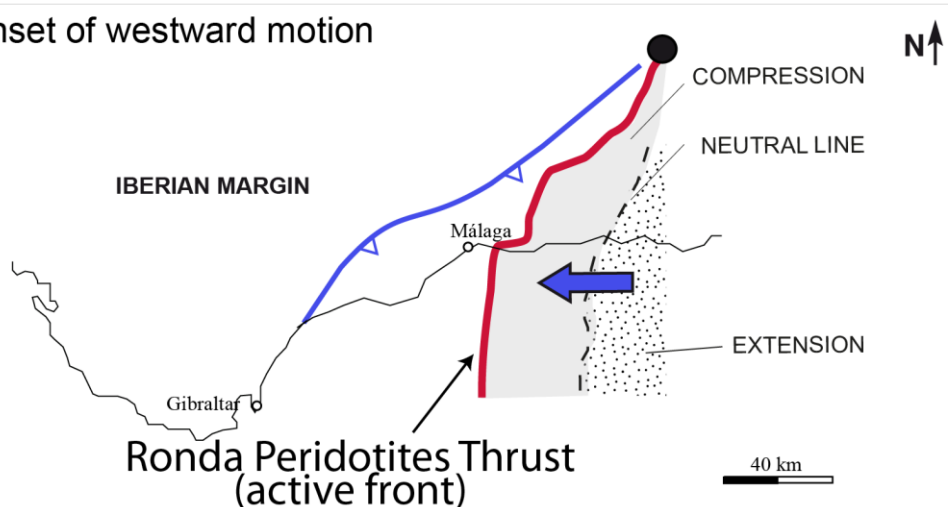 nset of westward motion
N
COMPRESSION
NEUTRAL LINE
IBERIAN MARGIN
Málaga
EXTENSION
Gibraltar
Ronda Peridotites Thrust
(active front)
40 km